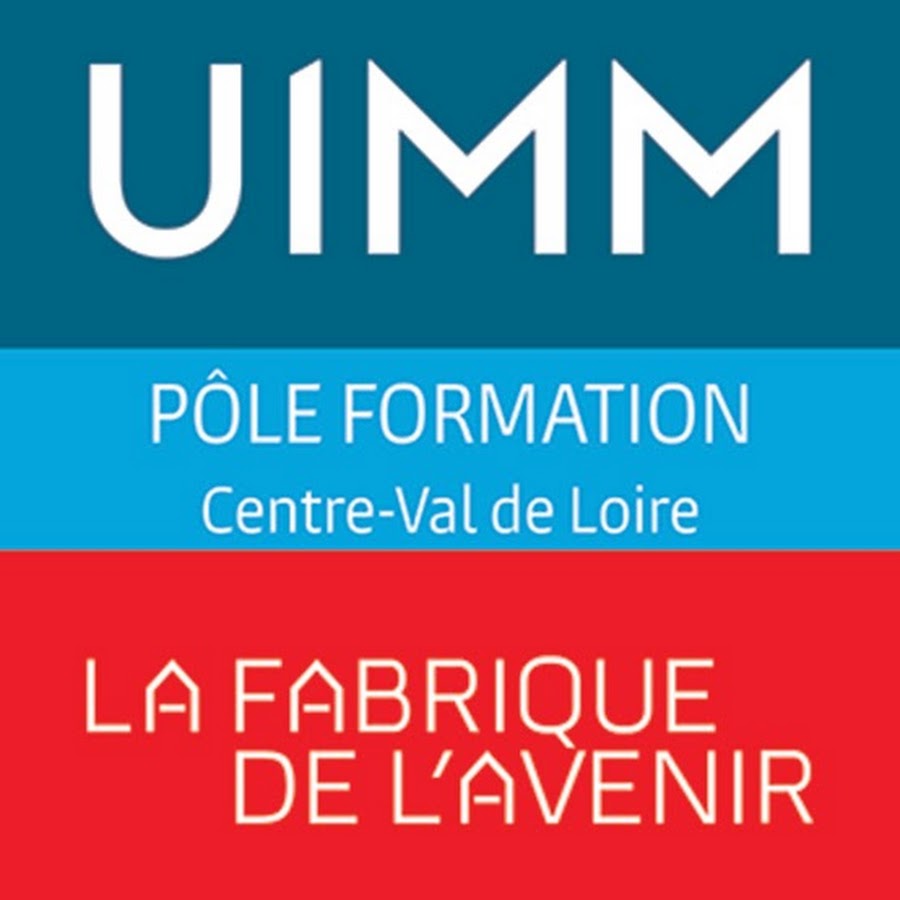 UIMM
PÔLE FORMATION
Centre-Val de Loire
LA FABRIQUE
DE L'AVENIR